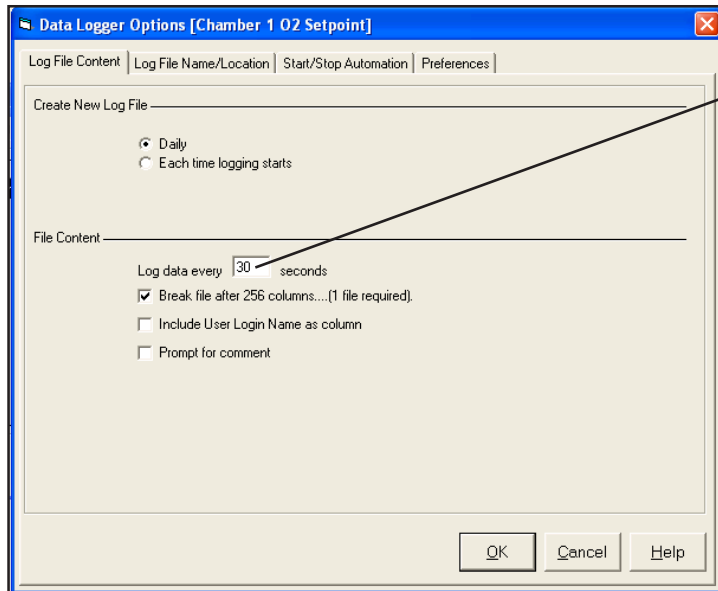 Data Logger Options [Chamber 1 O2 Setpoint]
Log File Content Log File Name/Location Start/Stop Automation Preferences
Create New Log File
Daily
Each time logging starts
File Content
Log data every 30 seconds
Break file after 256 columns....(1 file required).
Include User Login Name as column
Prompt for comment
OK Cancel Help